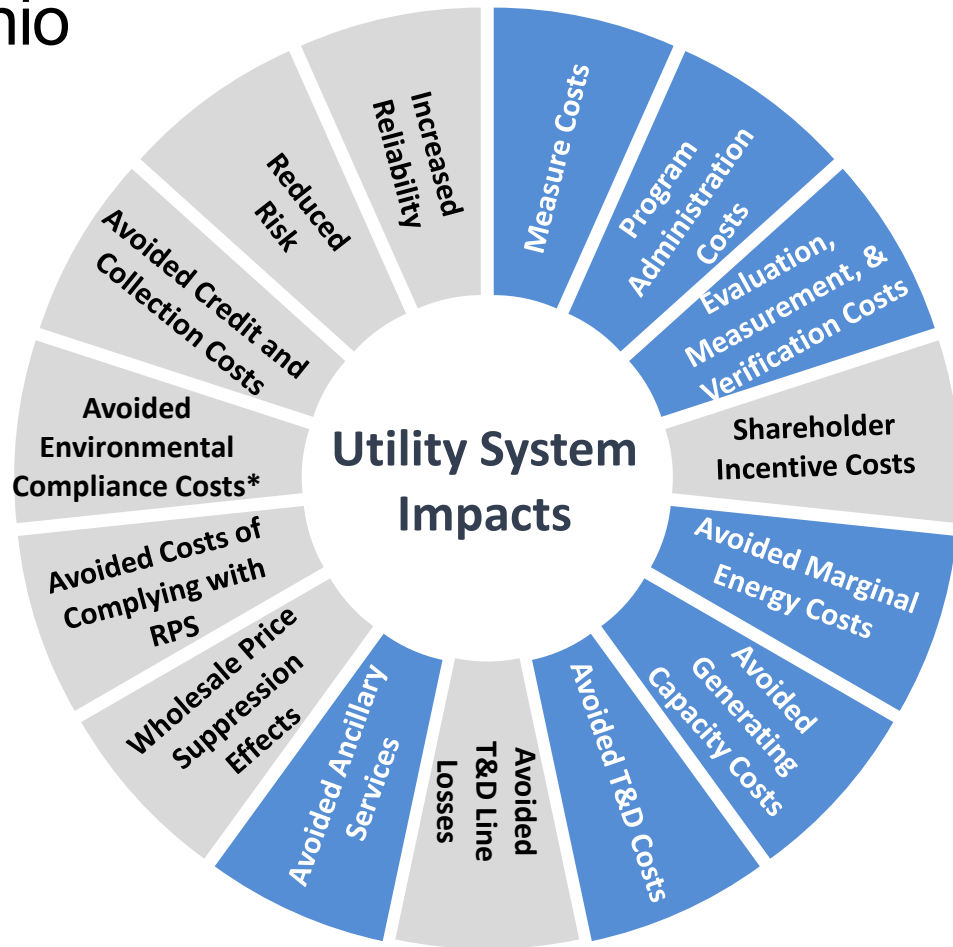 Utility System
Impacts
Measure Costs
Program
Administration
Costs
Evaluation,
Measurement, &
Verification Costs
Shareholder
Incentive Costs
Avoided Marginal
Energy Costs
Avoided
Generating
Capacity Costs
Avoided T&D Costs
Avoided
T&D Line
Losses
Avoided Ancillary
Services
Wholesale Price
Suppression
Effects
Avoided Costs of
Complying with
RPS
Avoided
Environmental
Compliance Costs*
Avoided Credit and
Collection Costs
Reduced
Risk
Increased
Reliability